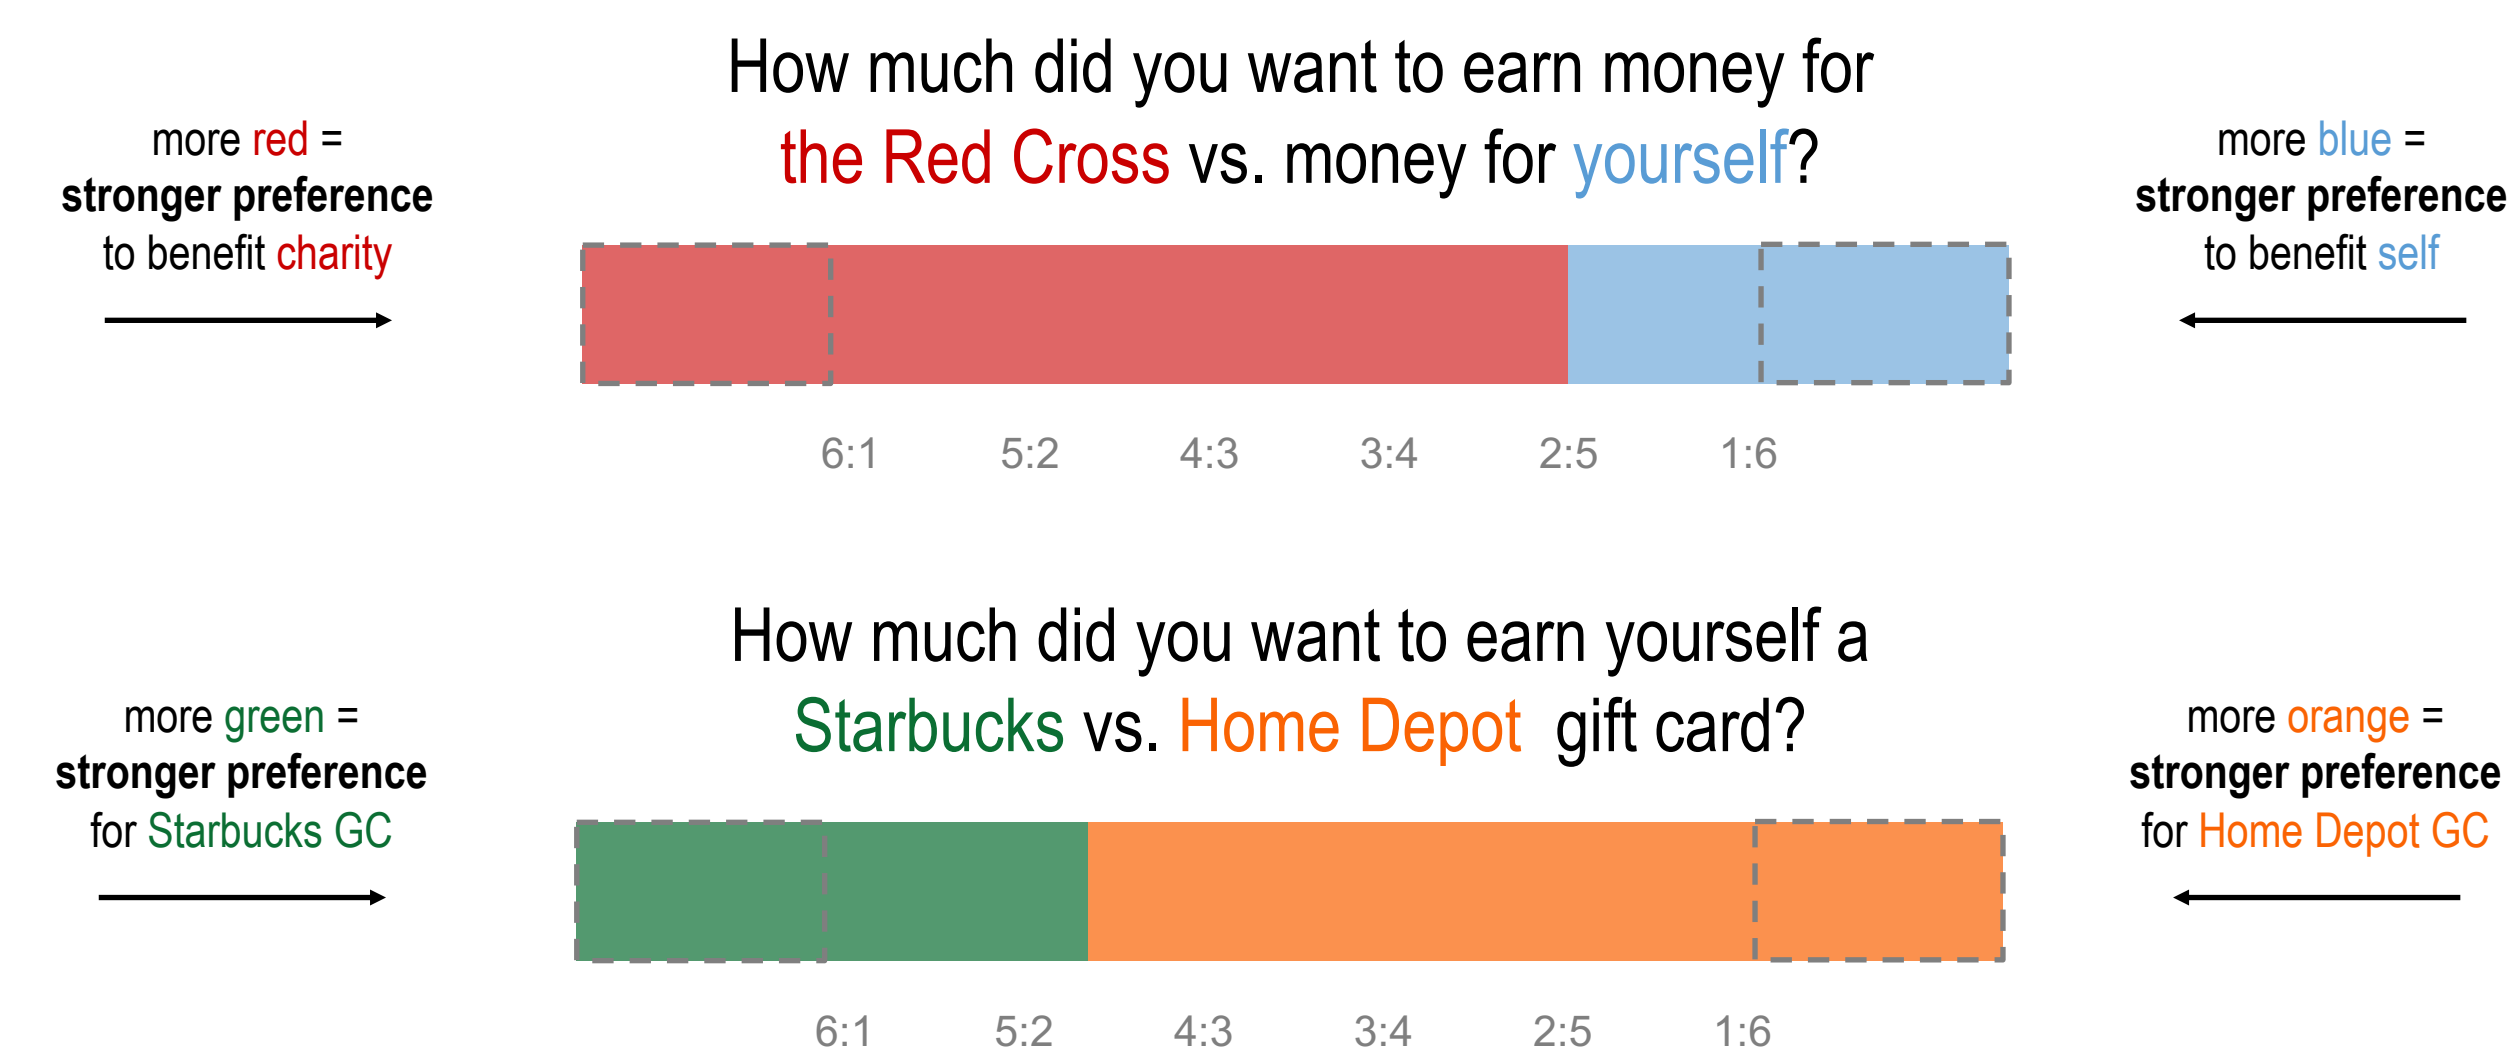 How much did you want to earn money for
the Red Cross vs. money for yourself?
more red =
stronger preference
to benefit charity
more blue =
stronger preference
to benefit self
6:1 5:2 4:3 3:4 2:5 1:6
How much did you want to earn yourself a
Starbucks vs. Home Depot gift card?
more green =
stronger preference
for Starbucks GC
more orange =
stronger preference
for Home Depot GC
6:1 5:2 4:3 3:4 2:5 1:6